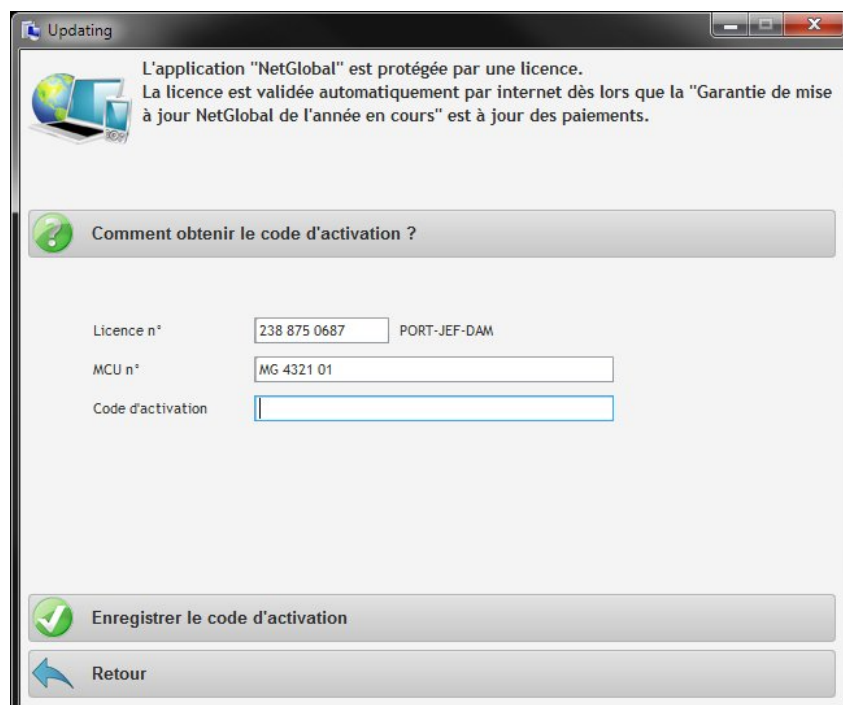 Updating
L'application "NetGlobal" est protégée par une licence.
La licence est validée automatiquement par internet dès lors que la "Garantie de mise
à jour NetGlobal de l'année en cours" est à jour des paiements.
Comment obtenir le code d'activation ?
Licence n° 238 875 0687 PORT-JEF-DAM
MCU n° MG 4321 01
Code d'activation
Enregistrer le code d'activation
Retour